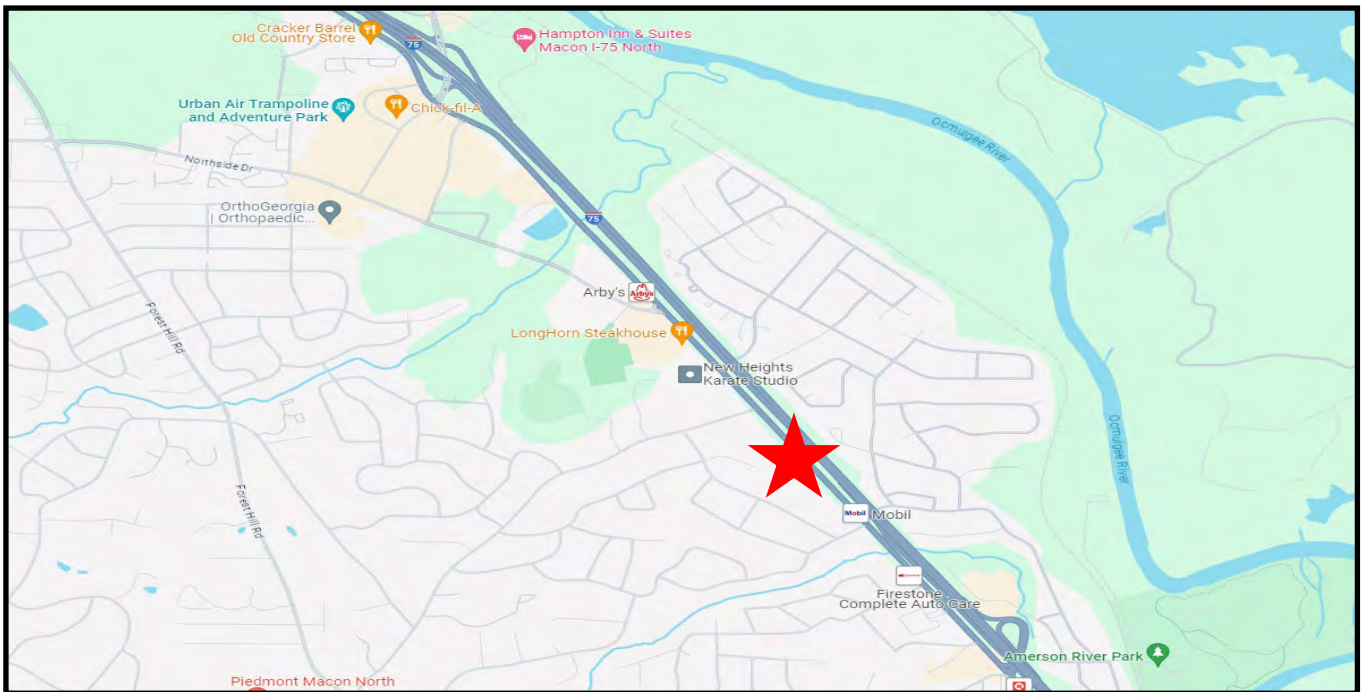 Cracker Barrel
Old Country Store
75
Hampton Inn & Suites
Macon I-75 North
Urban Air Trampoline
and Adventure Park
Chick-fil-A
Ocmulgee River
Northside Dr
OrthoGeorgia
| Orthopaedic...
75
Arby's
Arby's
Forest Hill Rd
LongHorn Steakhouse
New Heights
Karate Studio
Ocmulgee River
Forest Hill Rd
Mobil
Mobil
Firestone
Complete Auto Care
Amerson River Park
Piedmont Macon North